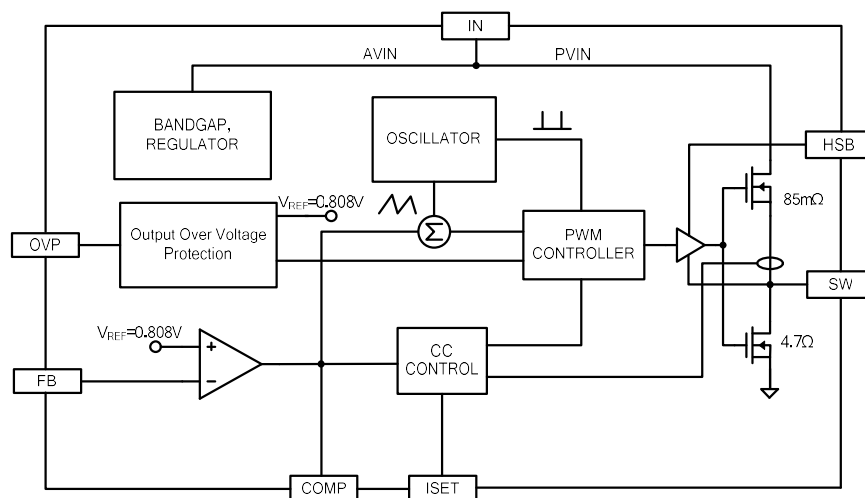 IN
AVIN
PVIN
BANDGAP,
REGULATOR
OSCILLATOR
HSB
VREF=0.808V
85mΩ
OVP
Output Over Voltage
Protection
Σ
PWM
CONTROLLER
SW
VREF=0.808V
+
−
FB
CC
CONTROL
4.7Ω
COMP
ISET